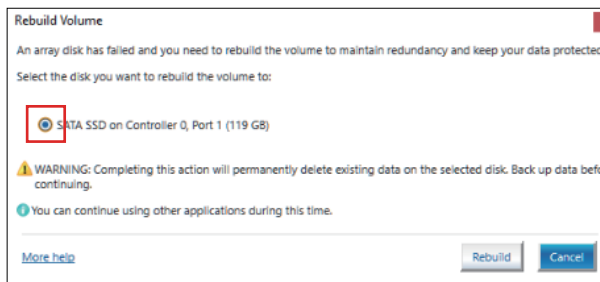 Rebuild Volume
An array disk has failed and you need to rebuild the volume to maintain redundancy and keep your data protected
Select the disk you want to rebuild the volume to:
SATA SSD on Controller 0, Port 1 (119 GB)
WARNING: Completing this action will permanently delete existing data on the selected disk. Back up data befo
continuing.
You can continue using other applications during this time.
More help
Rebuild
Cancel